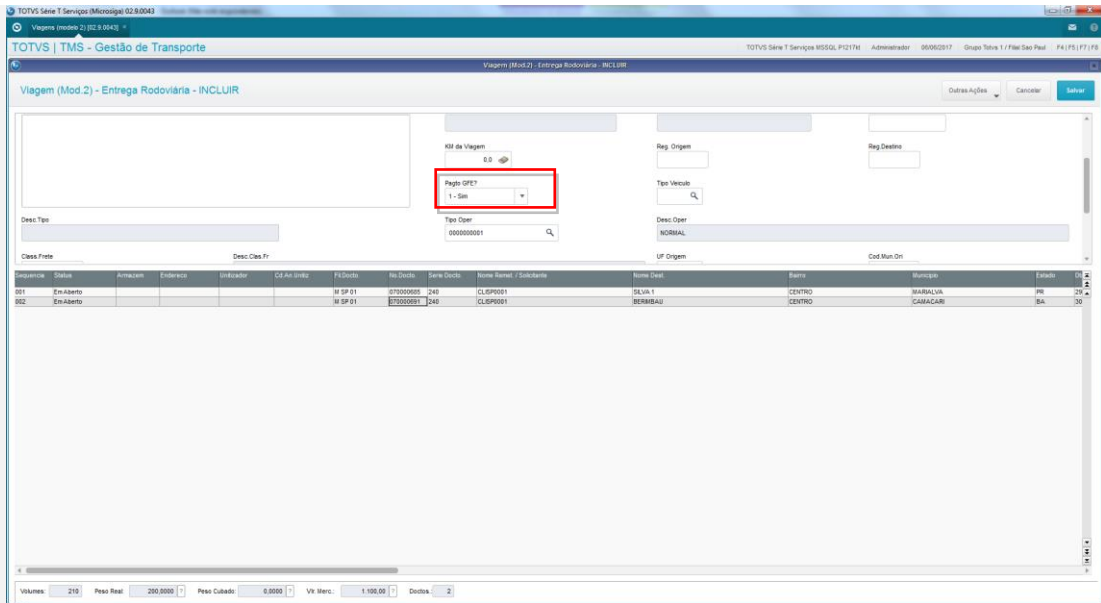 TOTVS Série T Serviços (Microsiga) 02.9.0043
Viagens (modelo 2) [02.9.0043]
TOTVS | TMS - Gestão de Transporte
TOTVS Série T Serviços MSSQL P1217kt Administrador 06/06/2017 Grupo Totvs 1 / Filial Sao Paul F4 | F5 | F7 | F8
Viagem (Mod.2) - Entrega Rodoviária - INCLUIR
Viagem (Mod.2) - Entrega Rodoviária - INCLUIR
Outras Ações Cancelar Salvar
KM da Viagem Reg. Origem Reg.Destino
0,0
Pagto GFE? Tipo Veículo
1 - Sim
Desc.Tipo Tipo Oper Desc.Oper
0000000001 NORMAL
Class.Frete Desc.Clas.Fr UF Origem Cod.Mun.Ori
Sequencia Status Armazem Endereco Unitizador Cd.An.Unitiz Fil.Docto No.Docto Serie Docto Nome Remet. / Solicitante Nome Dest. Bairro Municipio Estado
001 Em Aberto M SP 01 070000685 240 CLISP0001 SILVA 1 CENTRO MARIALVA PR 29
002 Em Aberto M SP 01 070000691 240 CLISP0001 BERIMBAU CENTRO CAMACARI BA 30
Volumes: 210 Peso Real: 200,0000 ? Peso Cubado: 0,0000 ? Vlr.Merc.: 1.100,00 ? Doctos.: 2